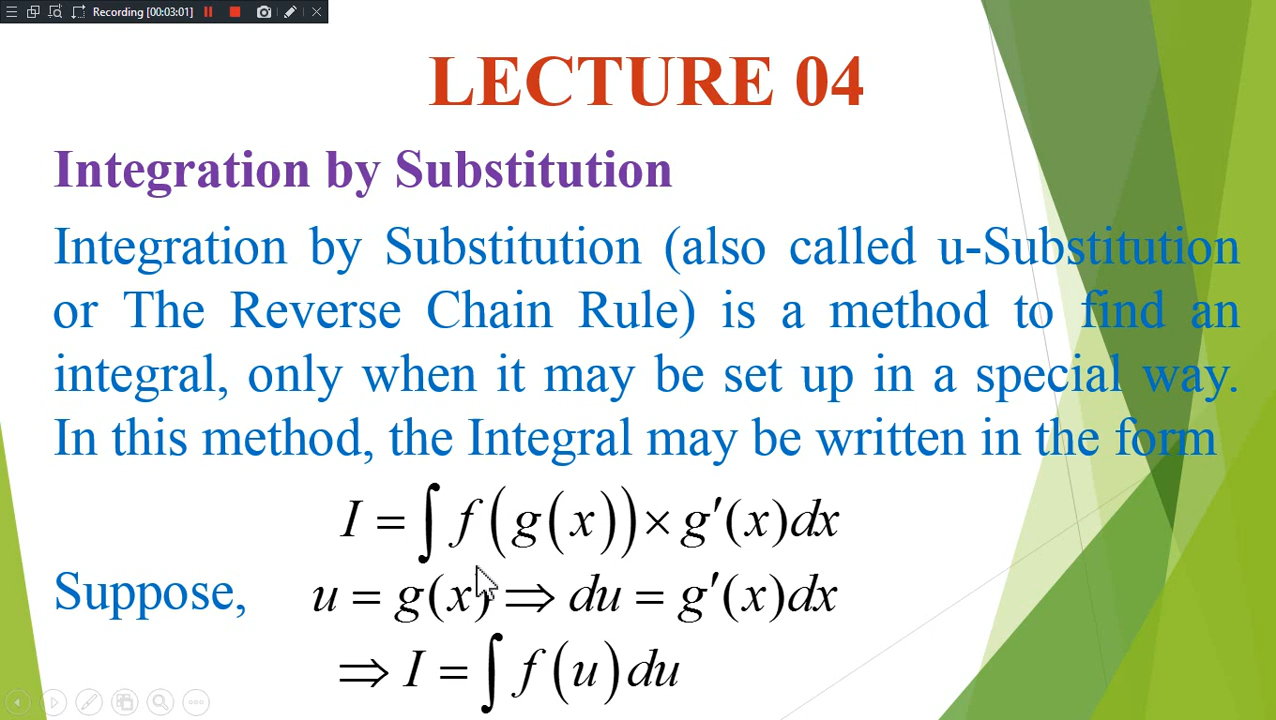 Recording [00:03:01]
LECTURE 04
Integration by Substitution
Integration by Substitution (also called u-Substitution
or The Reverse Chain Rule) is a method to find an
integral, only when it may be set up in a special way.
In this method, the Integral may be written in the form
I = ∫ f(g(x)) × g′(x)dx
Suppose, u = g(x) ⇒ du = g′(x)dx
⇒ I = ∫ f(u)du